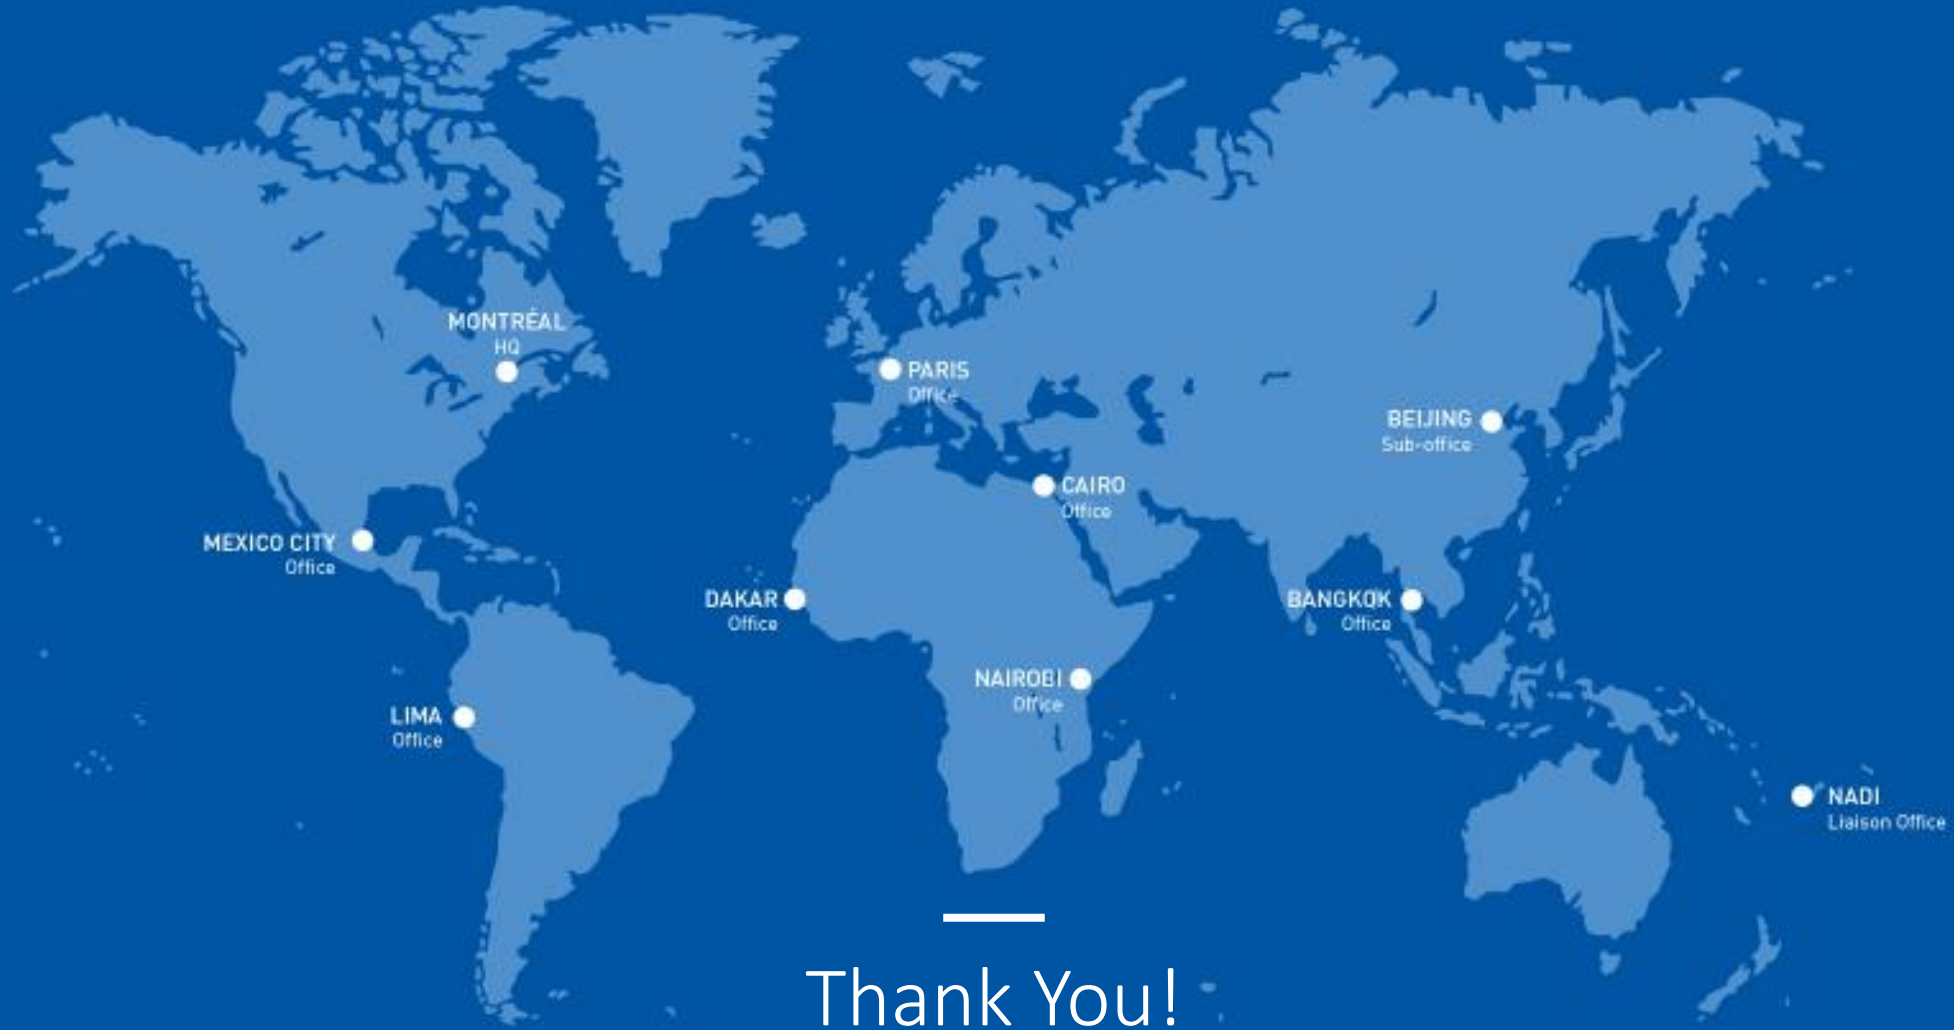 MONTRÉAL
HQ
PARIS
Office
BEIJING
Sub-office
CAIRO
Office
MEXICO CITY
Office
DAKAR
Office
BANGKOK
Office
NAIROBI
Office
LIMA
Office
NADI
Liaison Office
Thank You!